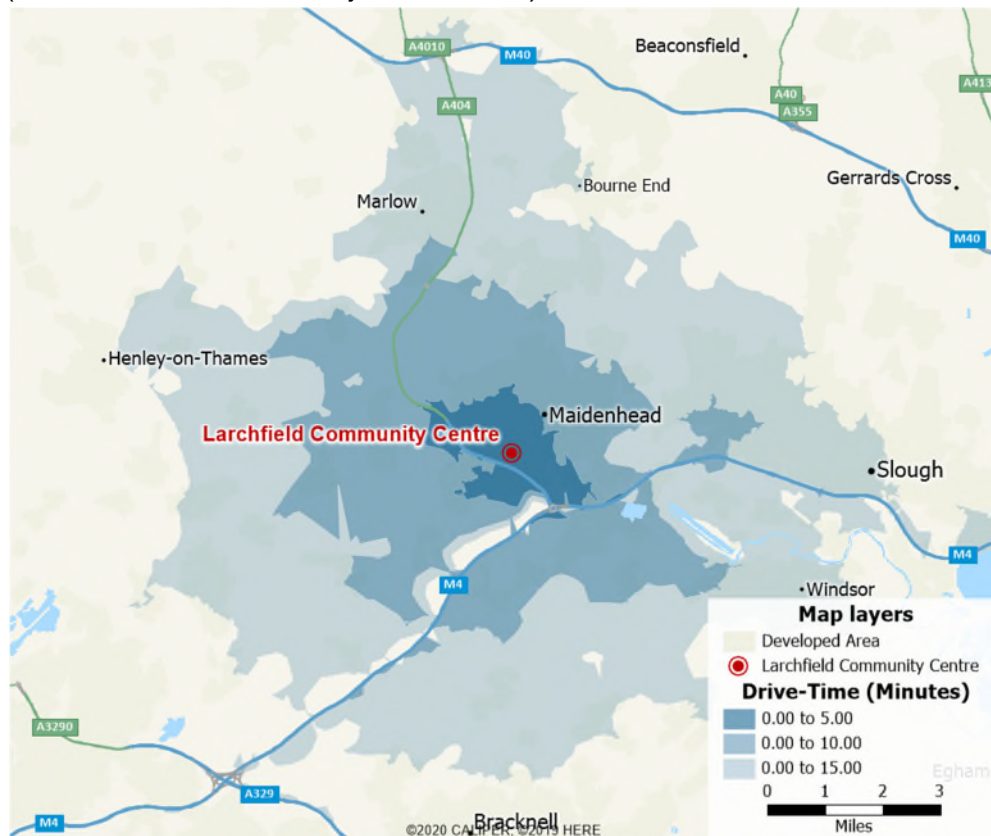 A4010
M40
Beaconsfield
A413
A404
A40
A355
Bourne End
Gerrards Cross
Marlow
M40
Henley-on-Thames
Maidenhead
Larchfield Community Centre
Slough
M4
M4
Windsor
Map layers
Developed Area
Larchfield Community Centre
Drive-Time (Minutes)
0.00 to 5.00
0.00 to 10.00
0.00 to 15.00
A3290
Egham
0 1 2 3
Miles
A329
M4
Bracknell
©2020 CALIPER; ©2019 HERE